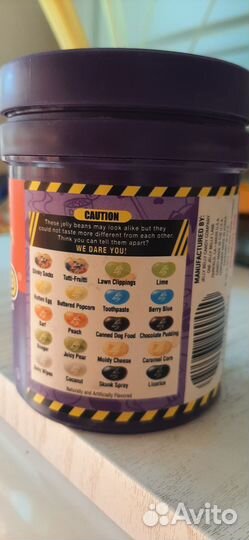 CAUTION
These jelly beans may look alike but they
could not taste more different from each other.
Think you can tell them apart?
WE DARE YOU!
Stinky Socks Tutti-Fruitti Lawn Clippings Lime
Rotten Egg Buttered Popcorn Toothpaste Berry Blue
Barf Peach Canned Dog Food Chocolate Pudding
Booger Juicy Pear Moldy Cheese Caramel Corn
Baby Wipes Coconut Skunk Spray Licorice
Naturally and Artificially Flavored
MANUFACTURED BY:
Avito